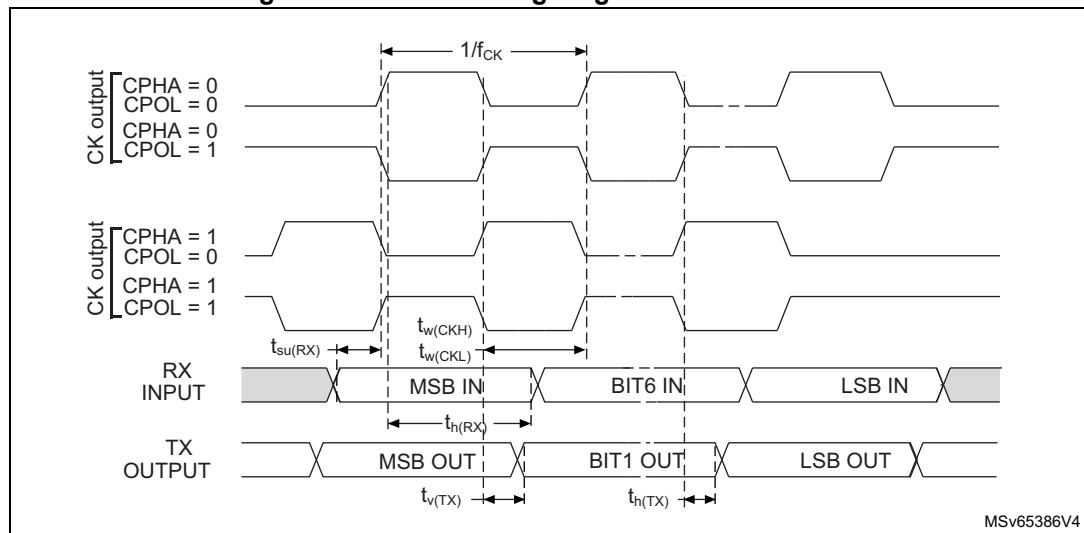 1/fCK
CK output
CPHA = 0
CPOL = 0
CPHA = 0
CPOL = 1
CK output
CPHA = 1
CPOL = 0
CPHA = 1
CPOL = 1
tw(CKH)
tw(CKL)
tsu(RX)
RX
INPUT
MSB IN
BIT6 IN
LSB IN
th(RX)
TX
OUTPUT
MSB OUT
BIT1 OUT
LSB OUT
tv(TX)
th(TX)
MSv65386V4